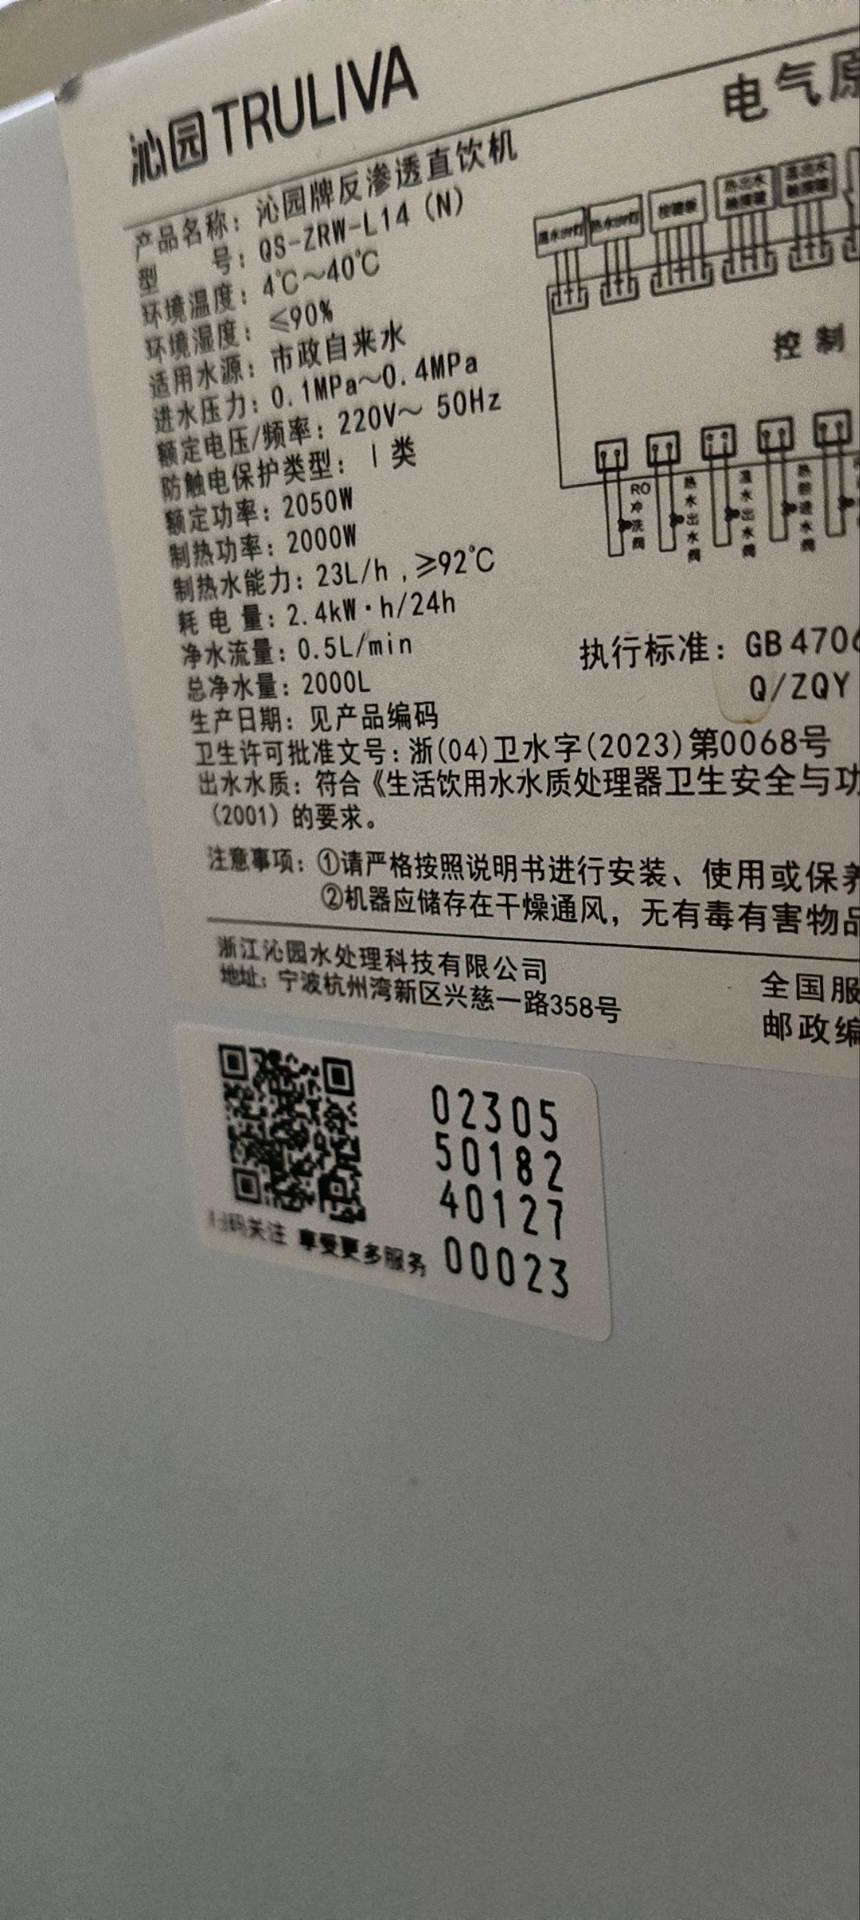 沁园 TRULIVA
产品名称：沁园牌反渗透直饮机
型 号：QS-ZRW-L14（N）
环境温度：4℃～40℃
环境湿度：≤90%
适用水源：市政自来水
进水压力：0.1MPa～0.4MPa
额定电压/频率：220V～ 50Hz
防触电保护类型：I 类
额定功率：2050W
制热功率：2000W
制热水能力：23L/h , ≥92℃
耗 电 量：2.4kW·h/24h
净水流量：0.5L/min
总净水量：2000L
生产日期：见产品编码
卫生许可批准文号：浙(04)卫水字(2023)第0068号
出水水质：符合《生活饮用水水质处理器卫生安全与功
（2001）的要求。
电气原
控 制
RO冲洗阀
热水出水阀
温水出水阀
执行标准：GB 4706
Q/ZQY
注意事项：①请严格按照说明书进行安装、使用或保养
②机器应储存在干燥通风，无有毒有害物品
浙江沁园水处理科技有限公司
地址：宁波杭州湾新区兴慈一路358号
全国服
邮政编
02305
50182
40127
00023
扫码关注 享受更多服务